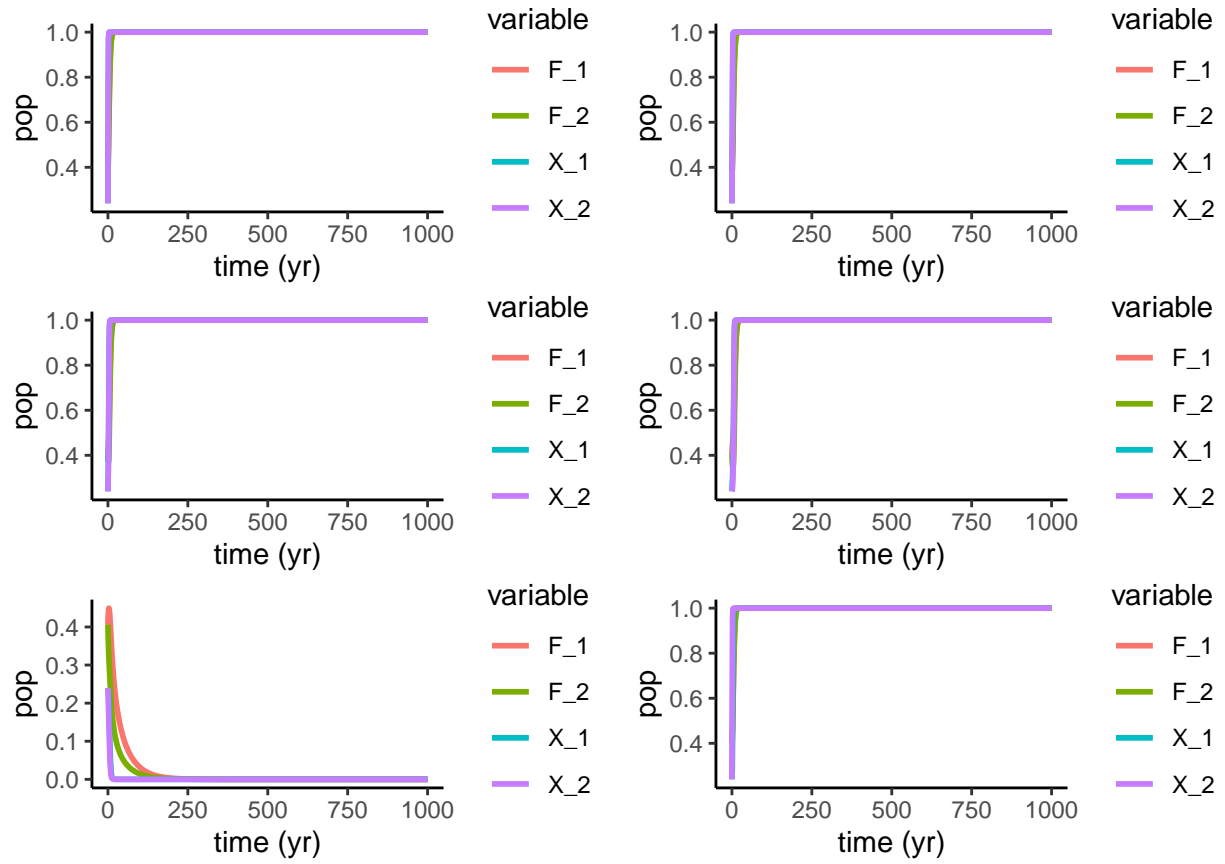 variable
1.0
0.8
0.6
0.4
pop
F_1
F_2
X_1
X_2
0 250 500 750 1000
time (yr)
variable
1.0
0.8
0.6
0.4
pop
F_1
F_2
X_1
X_2
0 250 500 750 1000
time (yr)
variable
1.0
0.8
0.6
0.4
pop
F_1
F_2
X_1
X_2
0 250 500 750 1000
time (yr)
variable
1.0
0.8
0.6
0.4
pop
F_1
F_2
X_1
X_2
0 250 500 750 1000
time (yr)
variable
0.4
0.3
0.2
0.1
0.0
pop
F_1
F_2
X_1
X_2
0 250 500 750 1000
time (yr)
variable
1.0
0.8
0.6
0.4
pop
F_1
F_2
X_1
X_2
0 250 500 750 1000
time (yr)